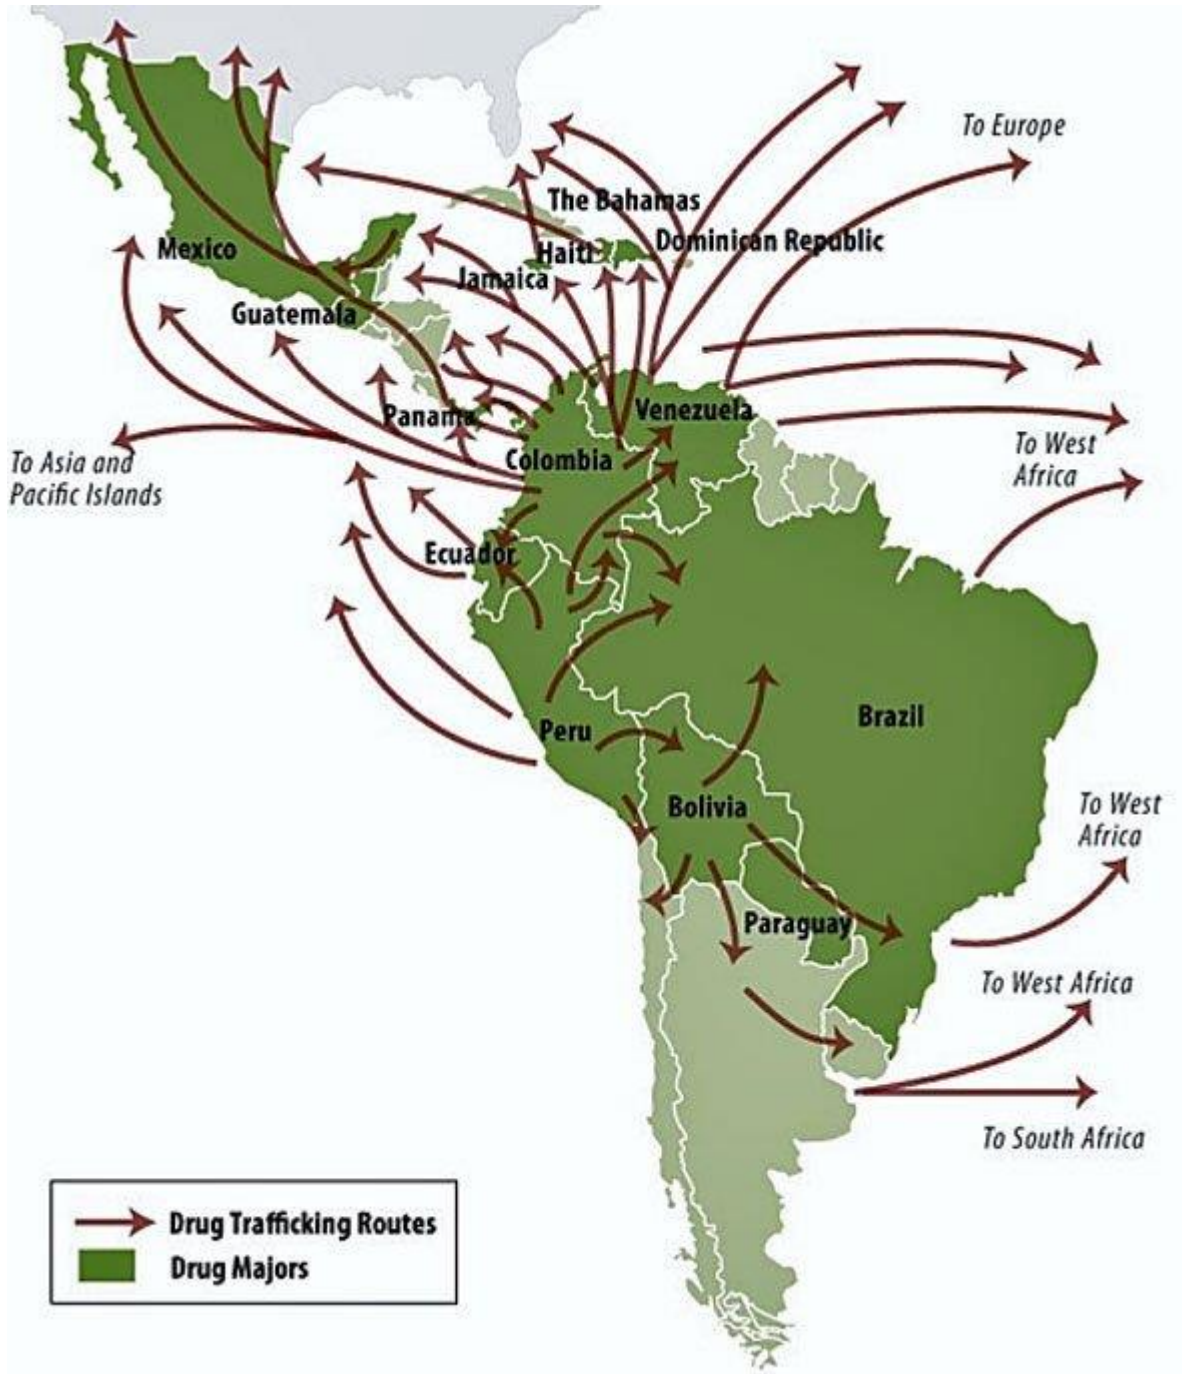 To Europe
The Bahamas
Dominican Republic
Haiti
Mexico
Jamaica
Guatemala
Panama
Venezuela
Colombia
To West
Africa
To Asia and
Pacific Islands
Ecuador
Peru
Brazil
Bolivia
To West
Africa
Paraguay
To West Africa
To South Africa
Drug Trafficking Routes
Drug Majors